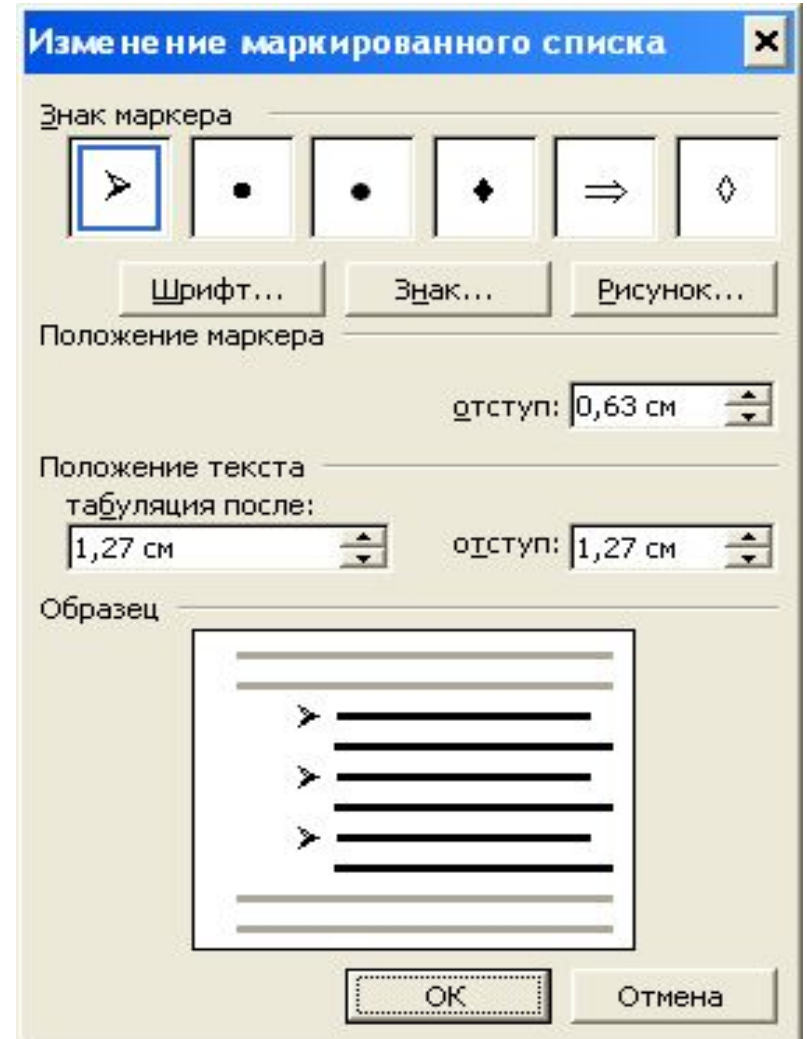 Изменение маркированного списка
Знак маркера
Шрифт... Знак... Рисунок...
Положение маркера
отступ: 0,63 см
Положение текста
табуляция после:
1,27 см отступ: 1,27 см
Образец
ОК Отмена